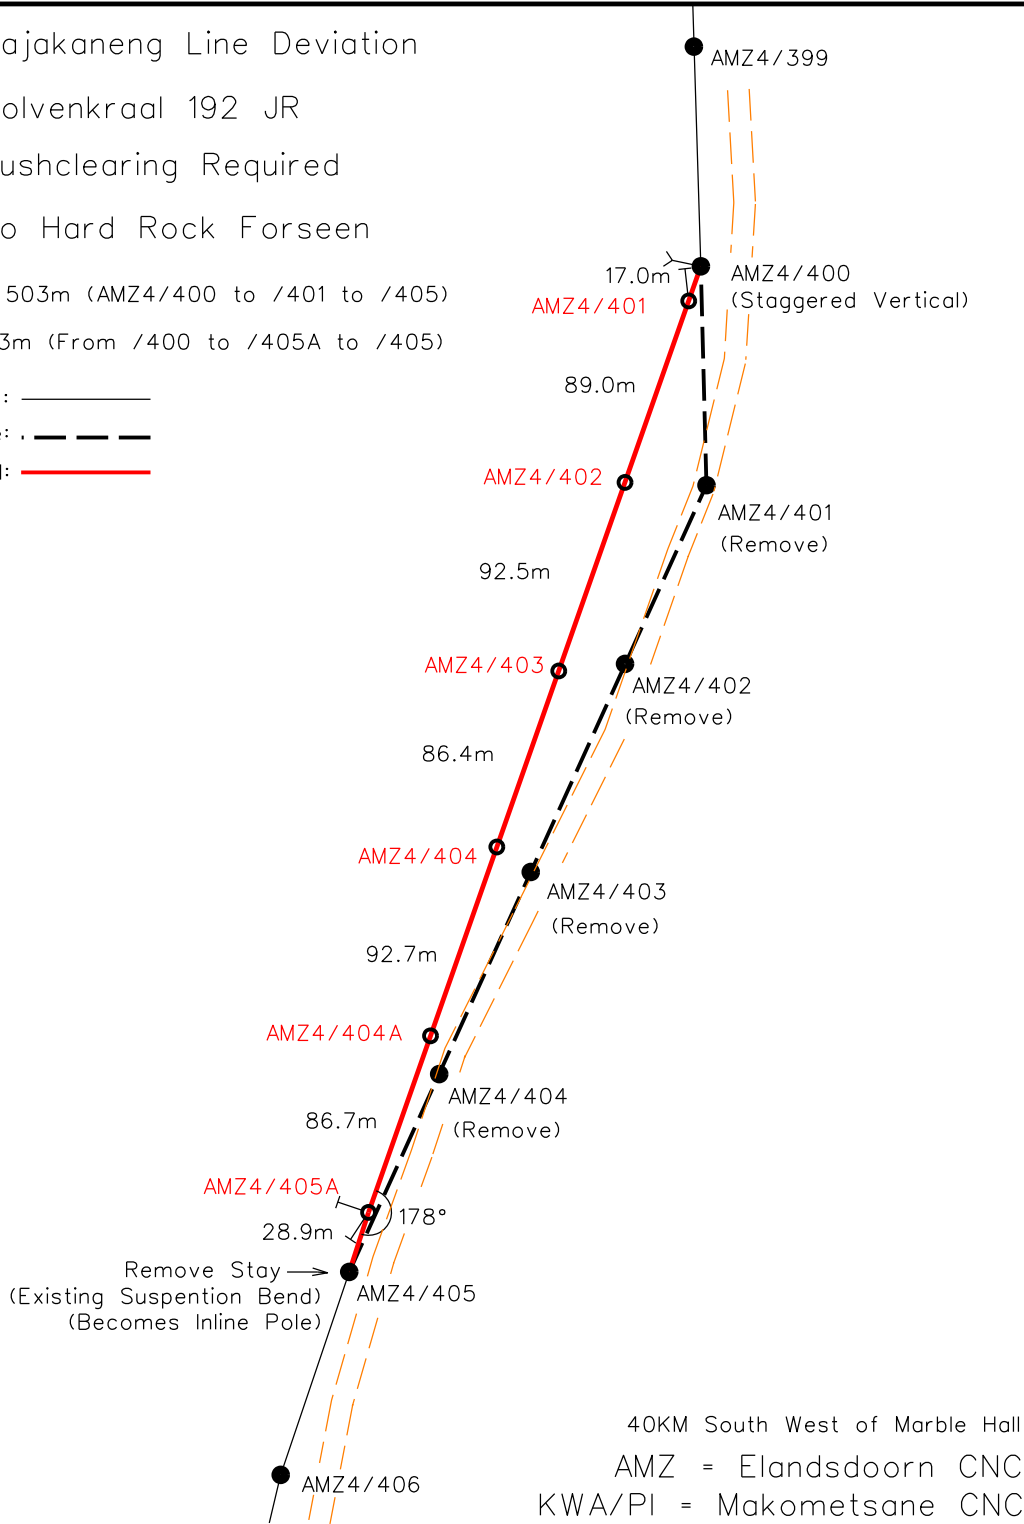 ajakaneng Line Deviation
olvenkraal 192 JR
ushclearing Required
o Hard Rock Forseen
503m (AMZ4/400 to /401 to /405)
3m (From /400 to /405A to /405)
:
:
:
AMZ4/399
17.0m
AMZ4/400
(Staggered Vertical)
AMZ4/401
89.0m
AMZ4/402
AMZ4/401
(Remove)
92.5m
AMZ4/403
AMZ4/402
(Remove)
86.4m
AMZ4/404
AMZ4/403
(Remove)
92.7m
AMZ4/404A
AMZ4/404
(Remove)
86.7m
AMZ4/405A
178°
28.9m
Remove Stay
(Existing Suspention Bend)
(Becomes Inline Pole)
AMZ4/405
40KM South West of Marble Hall
AMZ4/406
AMZ = Elandsdoorn CNC
KWA/PI = Makometsane CNC